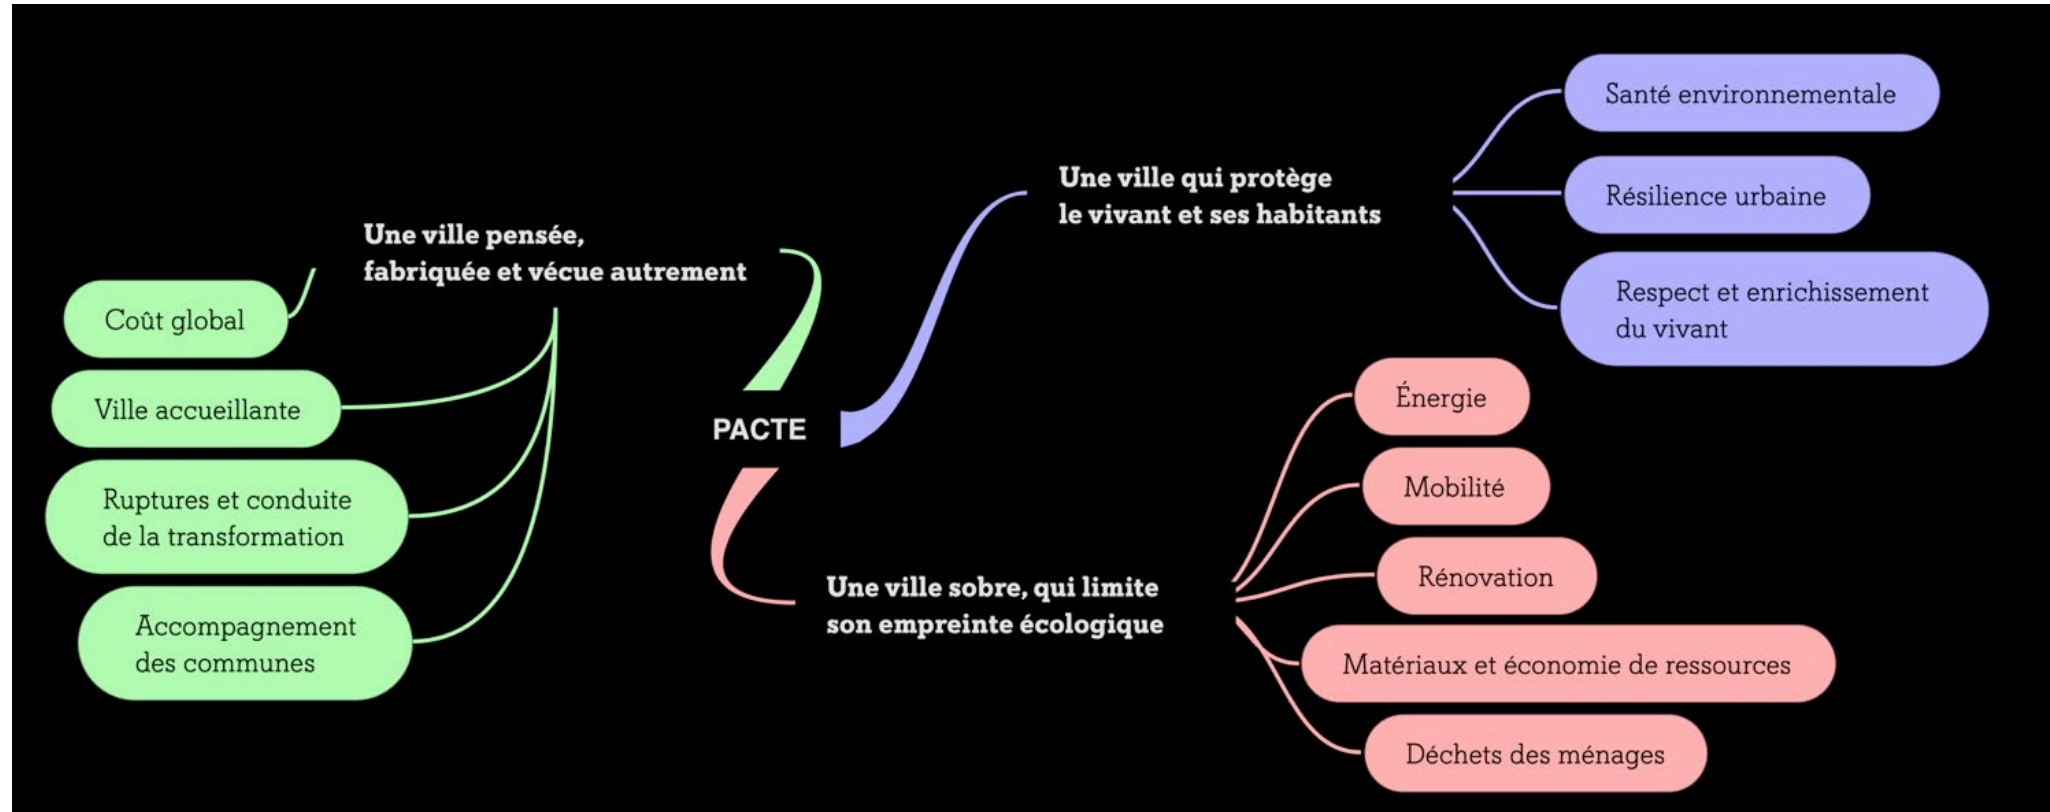 Une ville pensée,
fabriquée et vécue autrement
Coût global
Ville accueillante
Ruptures et conduite
de la transformation
Accompagnement
des communes
PACTE
Une ville qui protège
le vivant et ses habitants
Santé environnementale
Résilience urbaine
Respect et enrichissement
du vivant
Une ville sobre, qui limite
son empreinte écologique
Énergie
Mobilité
Rénovation
Matériaux et économie de ressources
Déchets des ménages